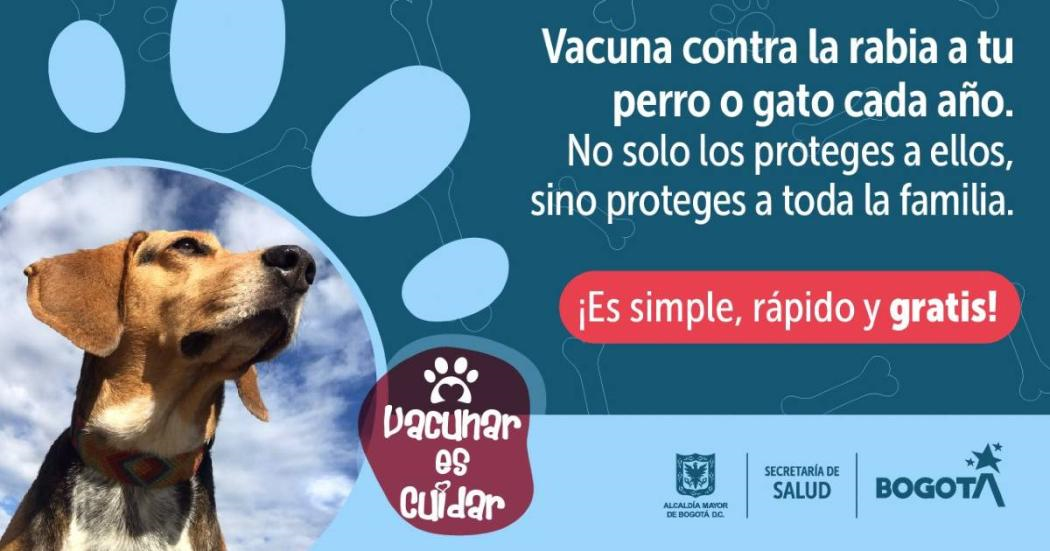 Vacuna contra la rabia a tu
perro o gato cada año.
No solo los proteges a ellos,
sino proteges a toda la familia.
¡Es simple, rápido y gratis!
Vacunar
es
cuidar
ALCALDÍA MAYOR
DE BOGOTÁ D.C.
SECRETARÍA DE
SALUD
BOGOTÁ